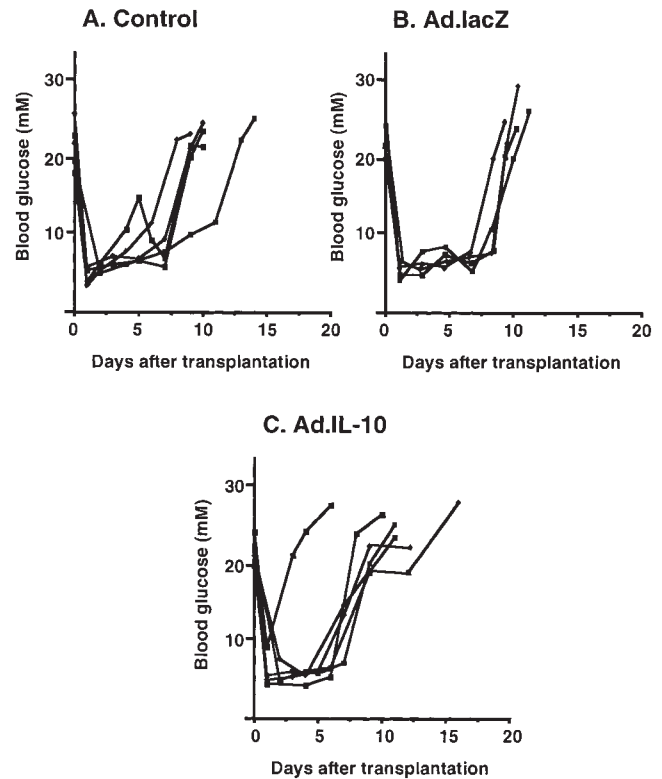 A. Control
B. Ad.lacZ
Blood glucose (mM)
30
20
10
0
5
10
15
20
Days after transplantation
Blood glucose (mM)
30
20
10
0
5
10
15
20
Days after transplantation
C. Ad.IL-10
Blood glucose (mM)
30
20
10
0
5
10
15
20
Days after transplantation